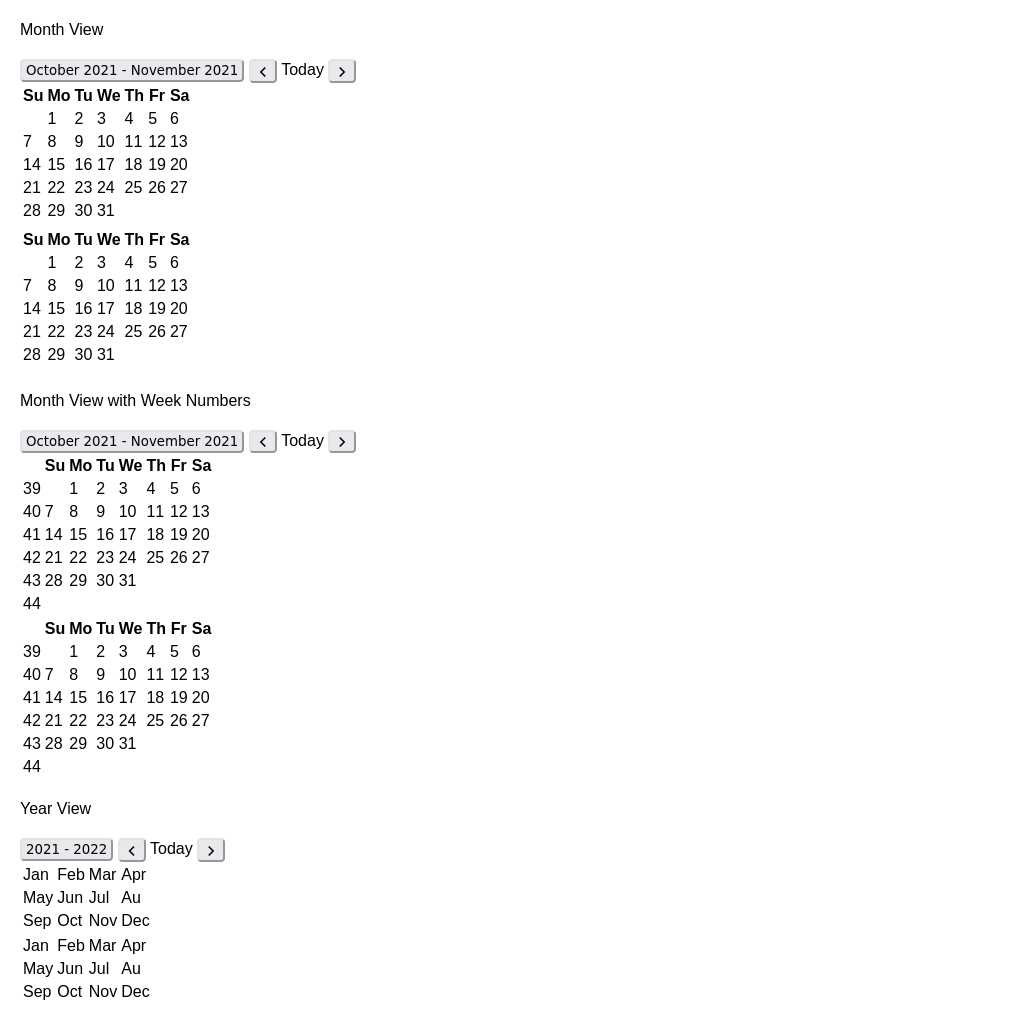 Month View
October 2021 - November 2021 Today
Su Mo Tu We Th Fr Sa
1 2 3 4 5 6
7 8 9 10 11 12 13
14 15 16 17 18 19 20
21 22 23 24 25 26 27
28 29 30 31
Su Mo Tu We Th Fr Sa
1 2 3 4 5 6
7 8 9 10 11 12 13
14 15 16 17 18 19 20
21 22 23 24 25 26 27
28 29 30 31
Month View with Week Numbers
October 2021 - November 2021 Today
Su Mo Tu We Th Fr Sa
39 1 2 3 4 5 6
40 7 8 9 10 11 12 13
41 14 15 16 17 18 19 20
42 21 22 23 24 25 26 27
43 28 29 30 31
44
Su Mo Tu We Th Fr Sa
39 1 2 3 4 5 6
40 7 8 9 10 11 12 13
41 14 15 16 17 18 19 20
42 21 22 23 24 25 26 27
43 28 29 30 31
44
Year View
2021 - 2022 Today
Jan Feb Mar Apr
May Jun Jul Au
Sep Oct Nov Dec
Jan Feb Mar Apr
May Jun Jul Au
Sep Oct Nov Dec